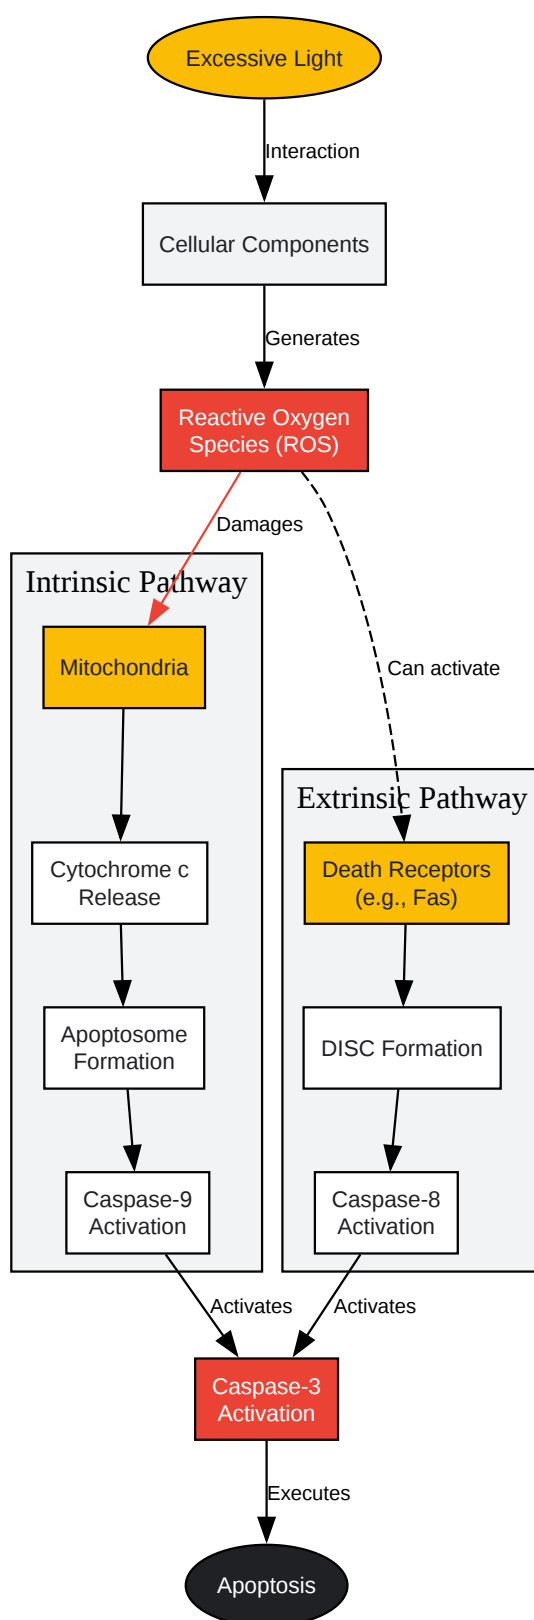 Excessive Light
Interaction
Cellular Components
Generates
Reactive Oxygen
Species (ROS)
Damages
Intrinsic Pathway
Mitochondria
Can activate
Extrinsic Pathway
Cytochrome c
Release
Death Receptors
(e.g., Fas)
Apoptosome
Formation
DISC Formation
Caspase-9
Activation
Caspase-8
Activation
Activates
Activates
Caspase-3
Activation
Executes
Apoptosis